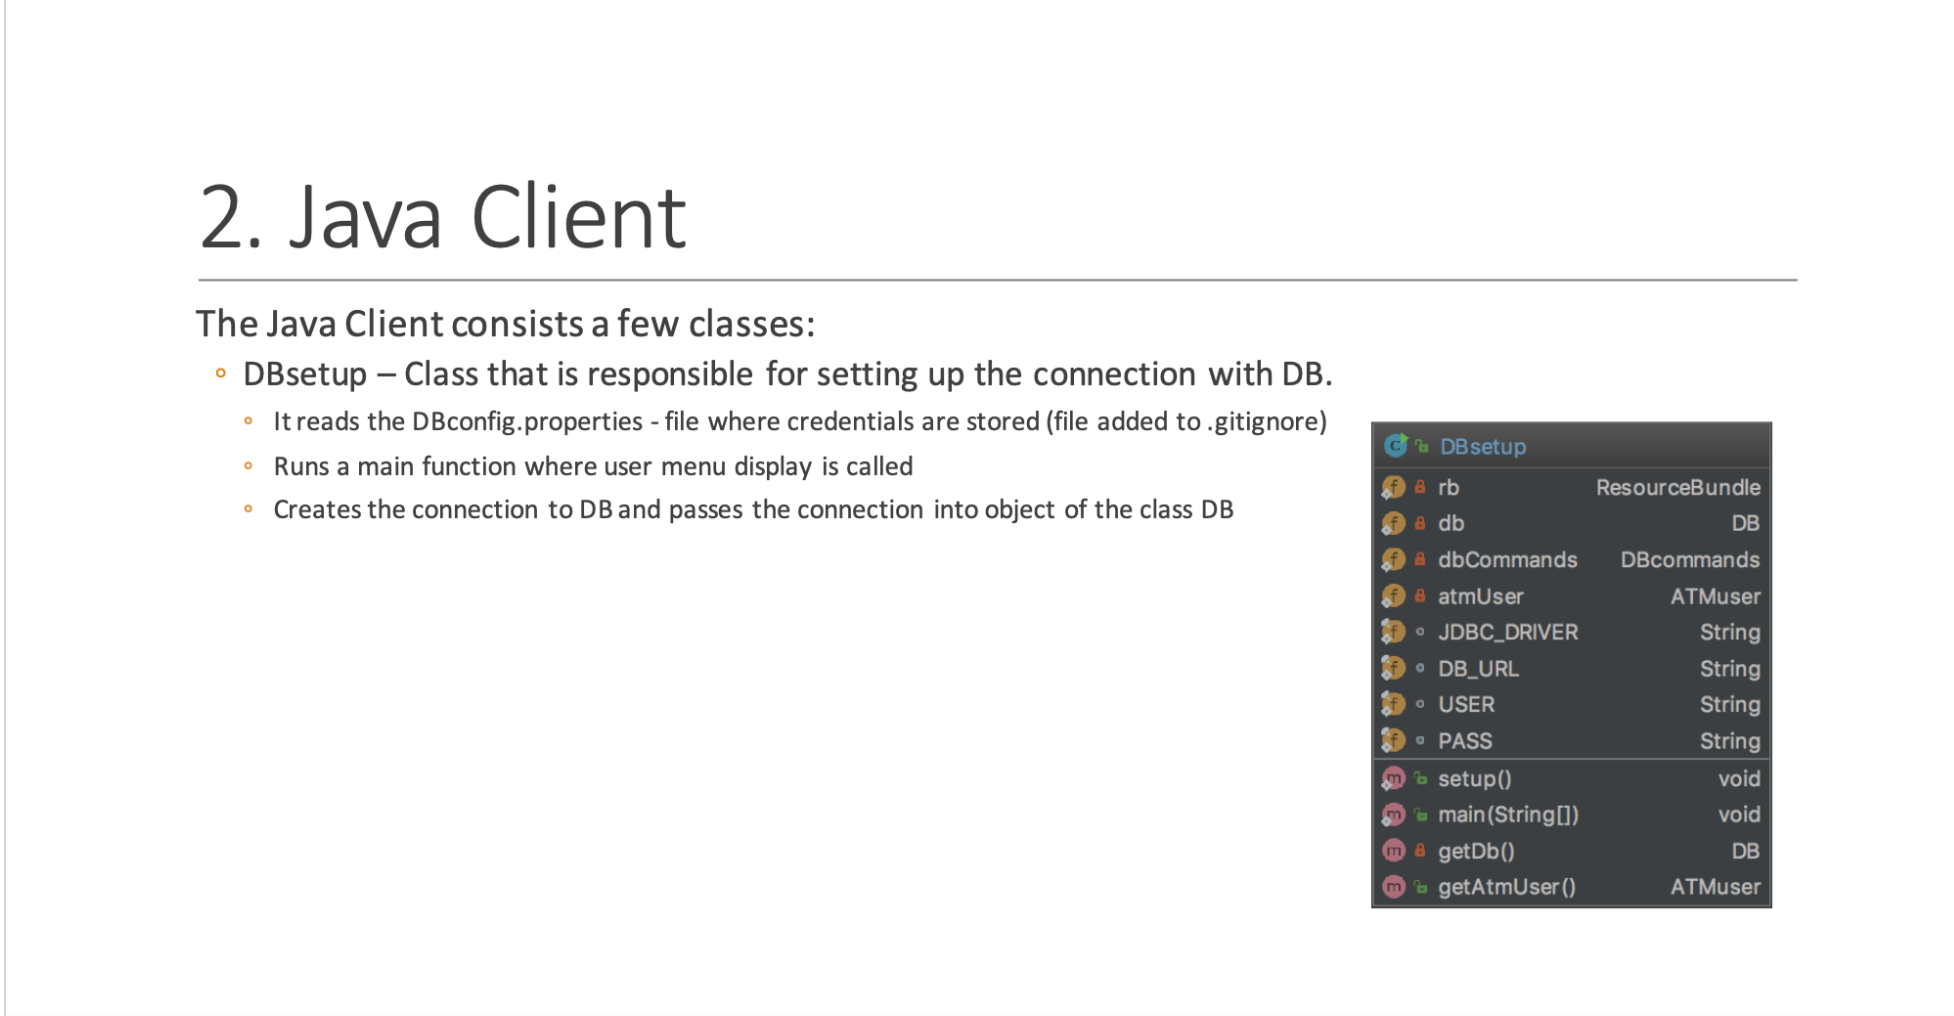 2. Java Client
The Java Client consists a few classes:
DBsetup – Class that is responsible for setting up the connection with DB.
It reads the DBconfig.properties - file where credentials are stored (file added to .gitignore)
Runs a main function where user menu display is called
Creates the connection to DB and passes the connection into object of the class DB
DBsetup
rb ResourceBundle
db DB
dbCommands DBcommands
atmUser ATMuser
JDBC_DRIVER String
DB_URL String
USER String
PASS String
setup() void
main(String[]) void
getDb() DB
getAtmUser() ATMuser